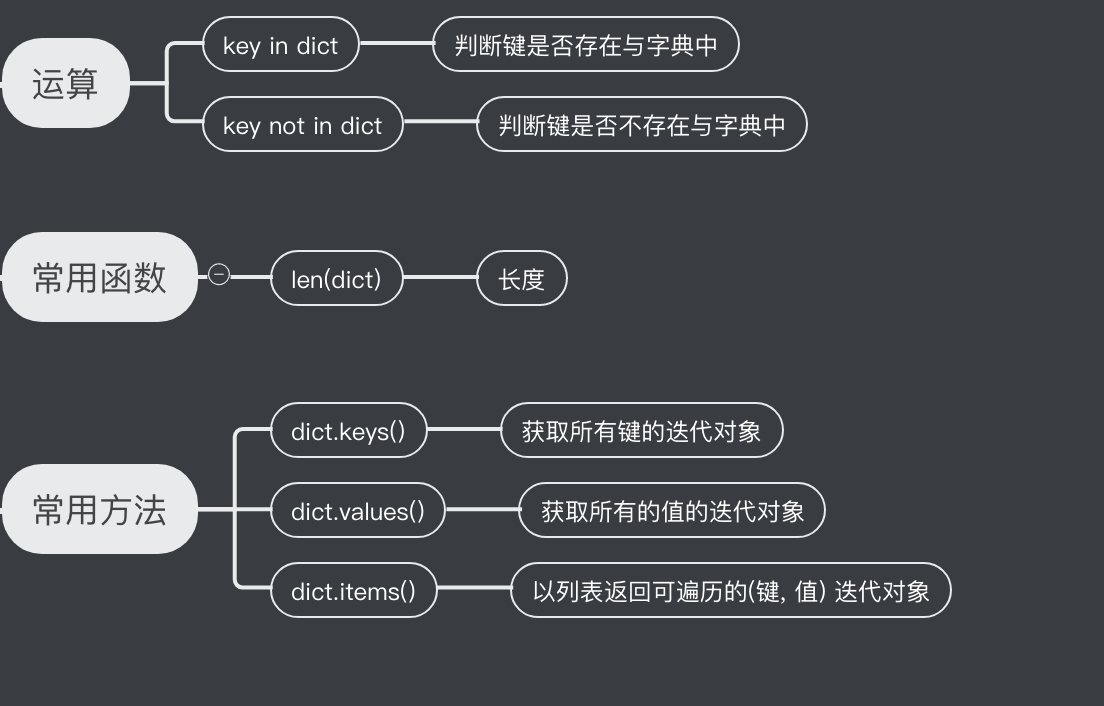 运算
key in dict
判断键是否存在与字典中
key not in dict
判断键是否不存在与字典中
常用函数
len(dict)
长度
常用方法
dict.keys()
获取所有键的迭代对象
dict.values()
获取所有的值的迭代对象
dict.items()
以列表返回可遍历的(键, 值) 迭代对象